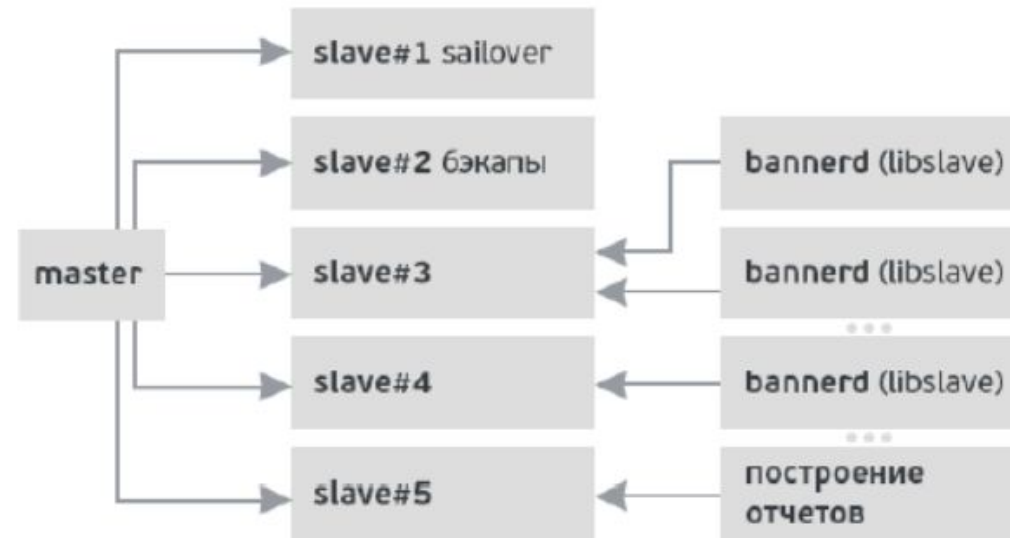 master
slave#1 sailover
slave#2 бэкапы
slave#3
slave#4
slave#5
bannerd (libslave)
bannerd (libslave)
•••
bannerd (libslave)
•••
построение
отчетов